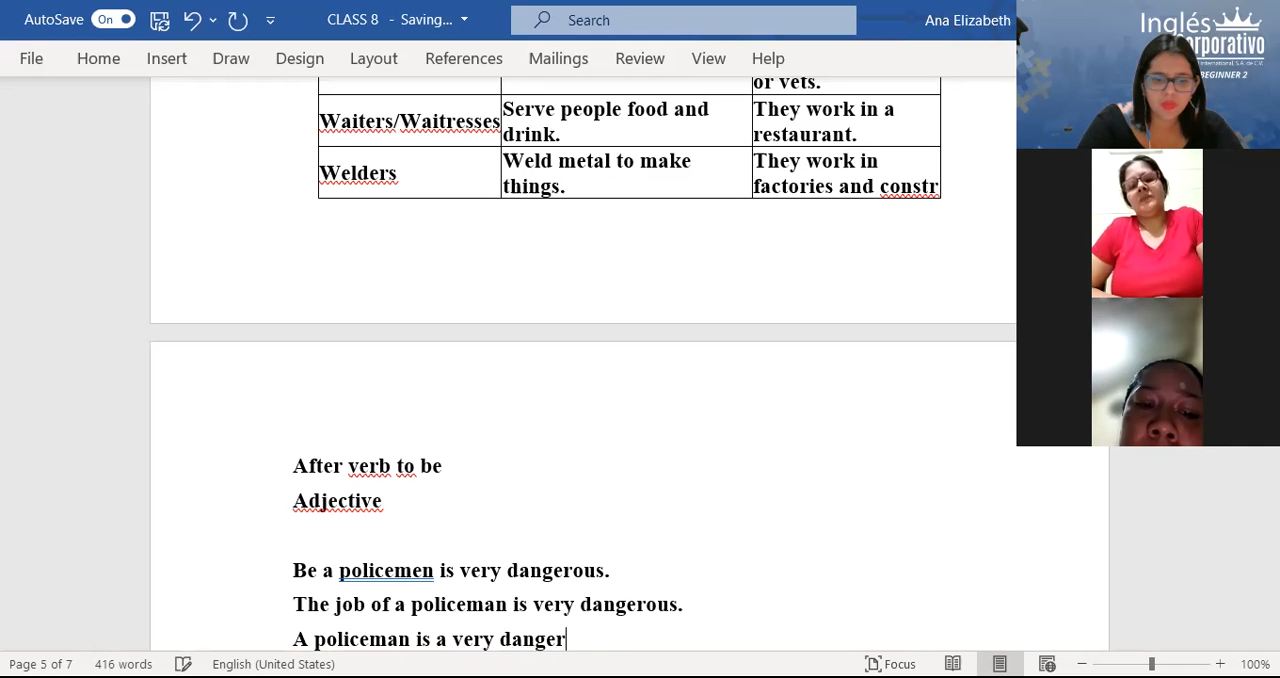 AutoSave On
CLASS 8 - Saving...
Search
Ana Elizabeth
File Home Insert Draw Design Layout References Mailings Review View Help
Inglés
Corporativo
International, S.A. de C.V.
BEGINNER 2
or vets.
Waiters/Waitresses
Serve people food and
drink.
They work in a
restaurant.
Welders
Weld metal to make
things.
They work in
factories and constr
After verb to be
Adjective
Be a policemen is very dangerous.
The job of a policeman is very dangerous.
A policeman is a very danger
Page 5 of 7 416 words English (United States) Focus 100%